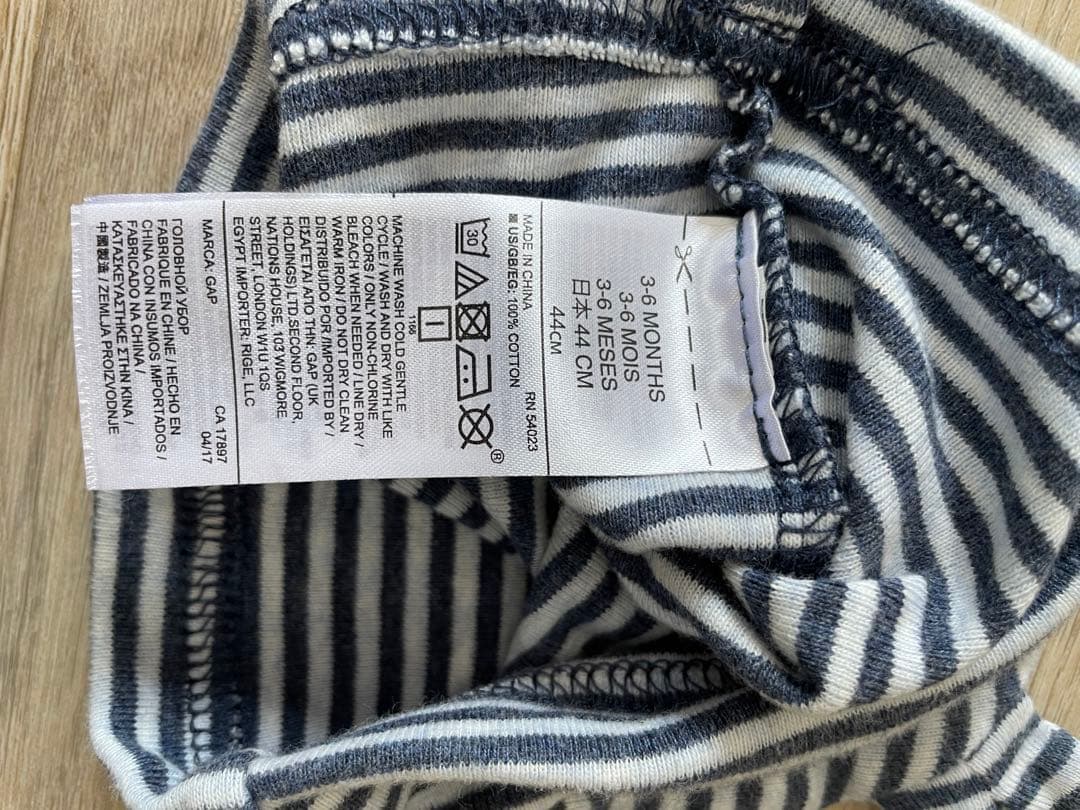 3-6 MONTHS
3-6 MOIS
3-6 MESES
日本 44 CM
44CM
MADE IN CHINA RN 54023
US/GB/EG: 100% COTTON
30
®
MACHINE WASH COLD GENTLE
CYCLE / WASH AND DRY WITH LIKE
COLORS / ONLY NON-CHLORINE
BLEACH WHEN NEEDED / LINE DRY /
WARM IRON / DO NOT DRY CLEAN
DISTRIBUIDO POR /IMPORTED BY /
ΕΙΣΑΓΕΤΑΙ ΑΠΟ ΤΗΝ: GAP (UK
HOLDINGS) LTD,SECOND FLOOR,
NATIONS HOUSE, 103 WIGMORE
STREET, LONDON W1U 1QS
EGYPT IMPORTER: RIGE, LLC
1168
I
MARCA: GAP CA 17897
04/17
ГОЛОВНОЙ УБОР
FABRIQUE EN CHINE / HECHO EN
CHINA CON INSUMOS IMPORTADOS /
FABRICADO NA CHINA /
ΚΑΤΑΣΚΕΥΑΣΤΗΚΕ ΣΤΗΝ ΚΙΝΑ /
中國製造 / ZEMLJA PROIZVODNJE